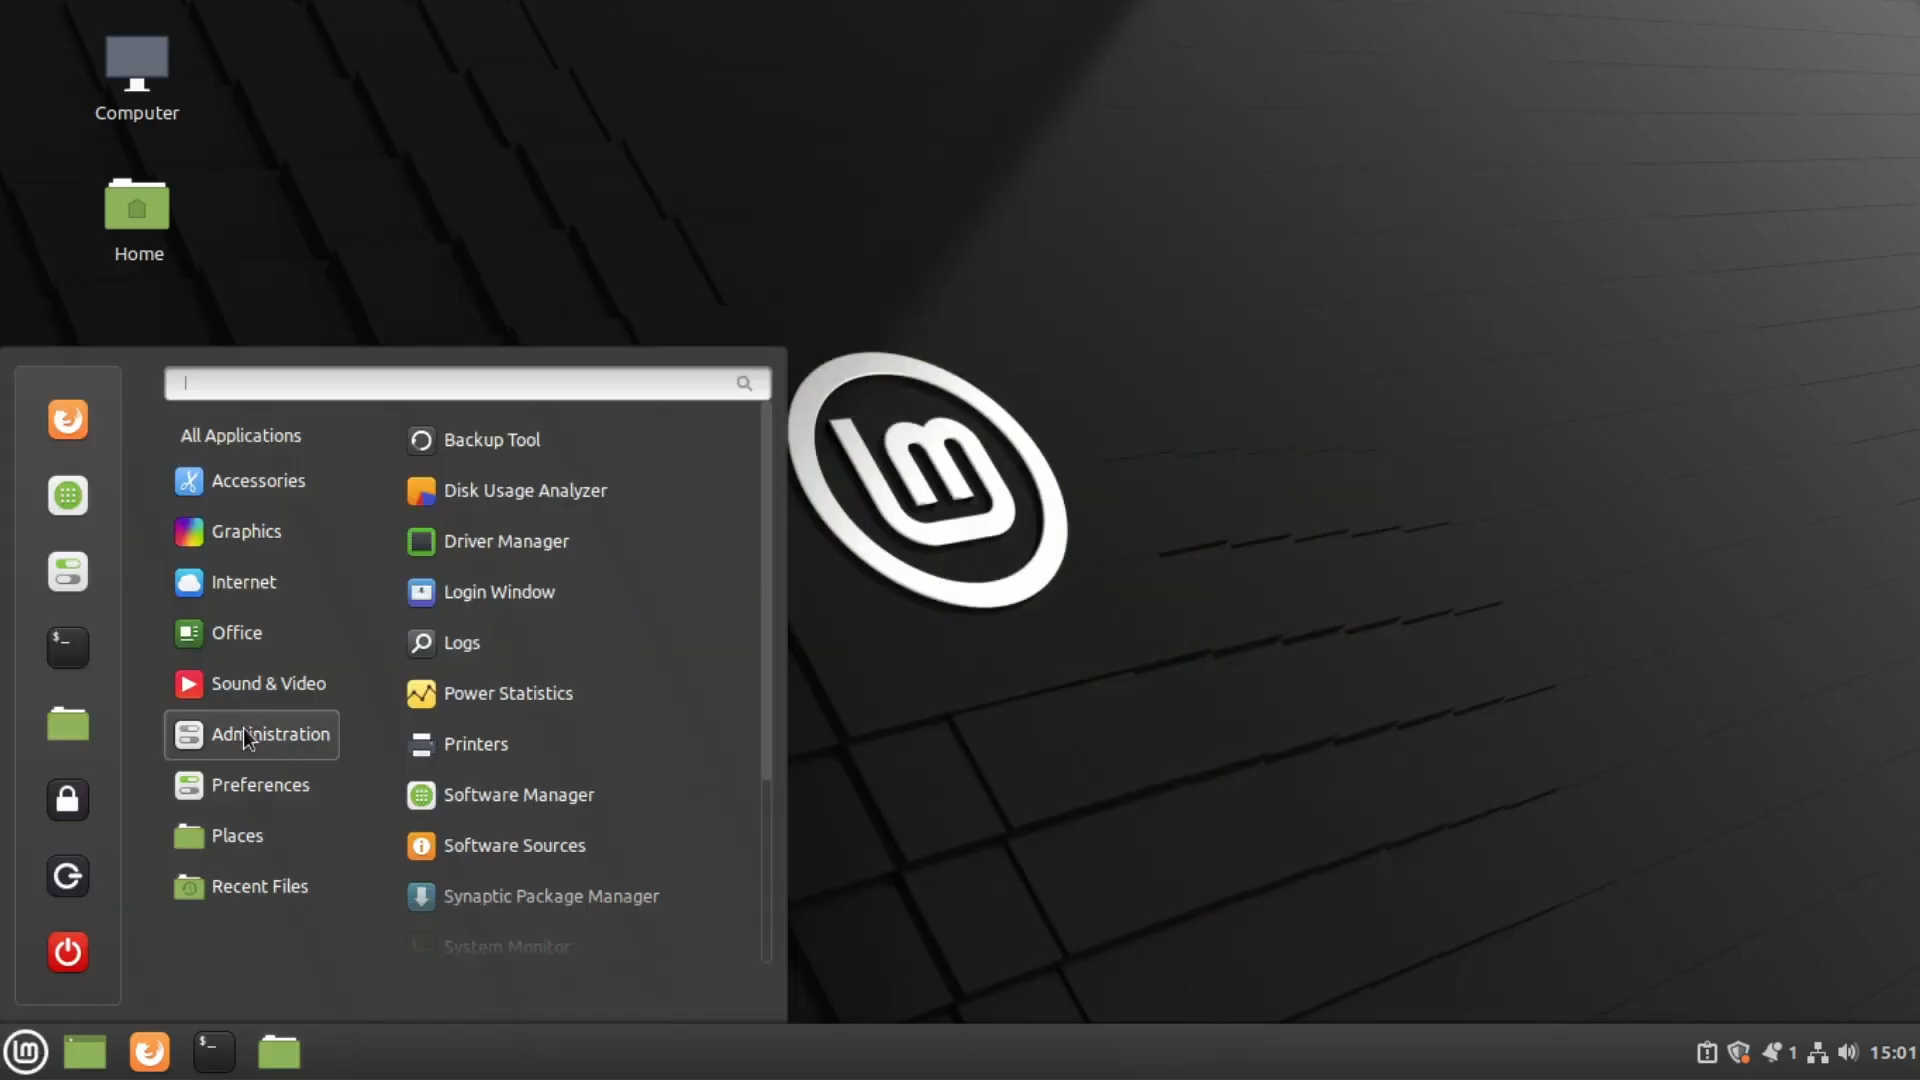 Computer
Home
All Applications
Accessories
Graphics
Internet
Office
Sound & Video
Administration
Preferences
Places
Recent Files
Backup Tool
Disk Usage Analyzer
Driver Manager
Login Window
Logs
Power Statistics
Printers
Software Manager
Software Sources
Synaptic Package Manager
System Monitor
$_
$_
1
15:01